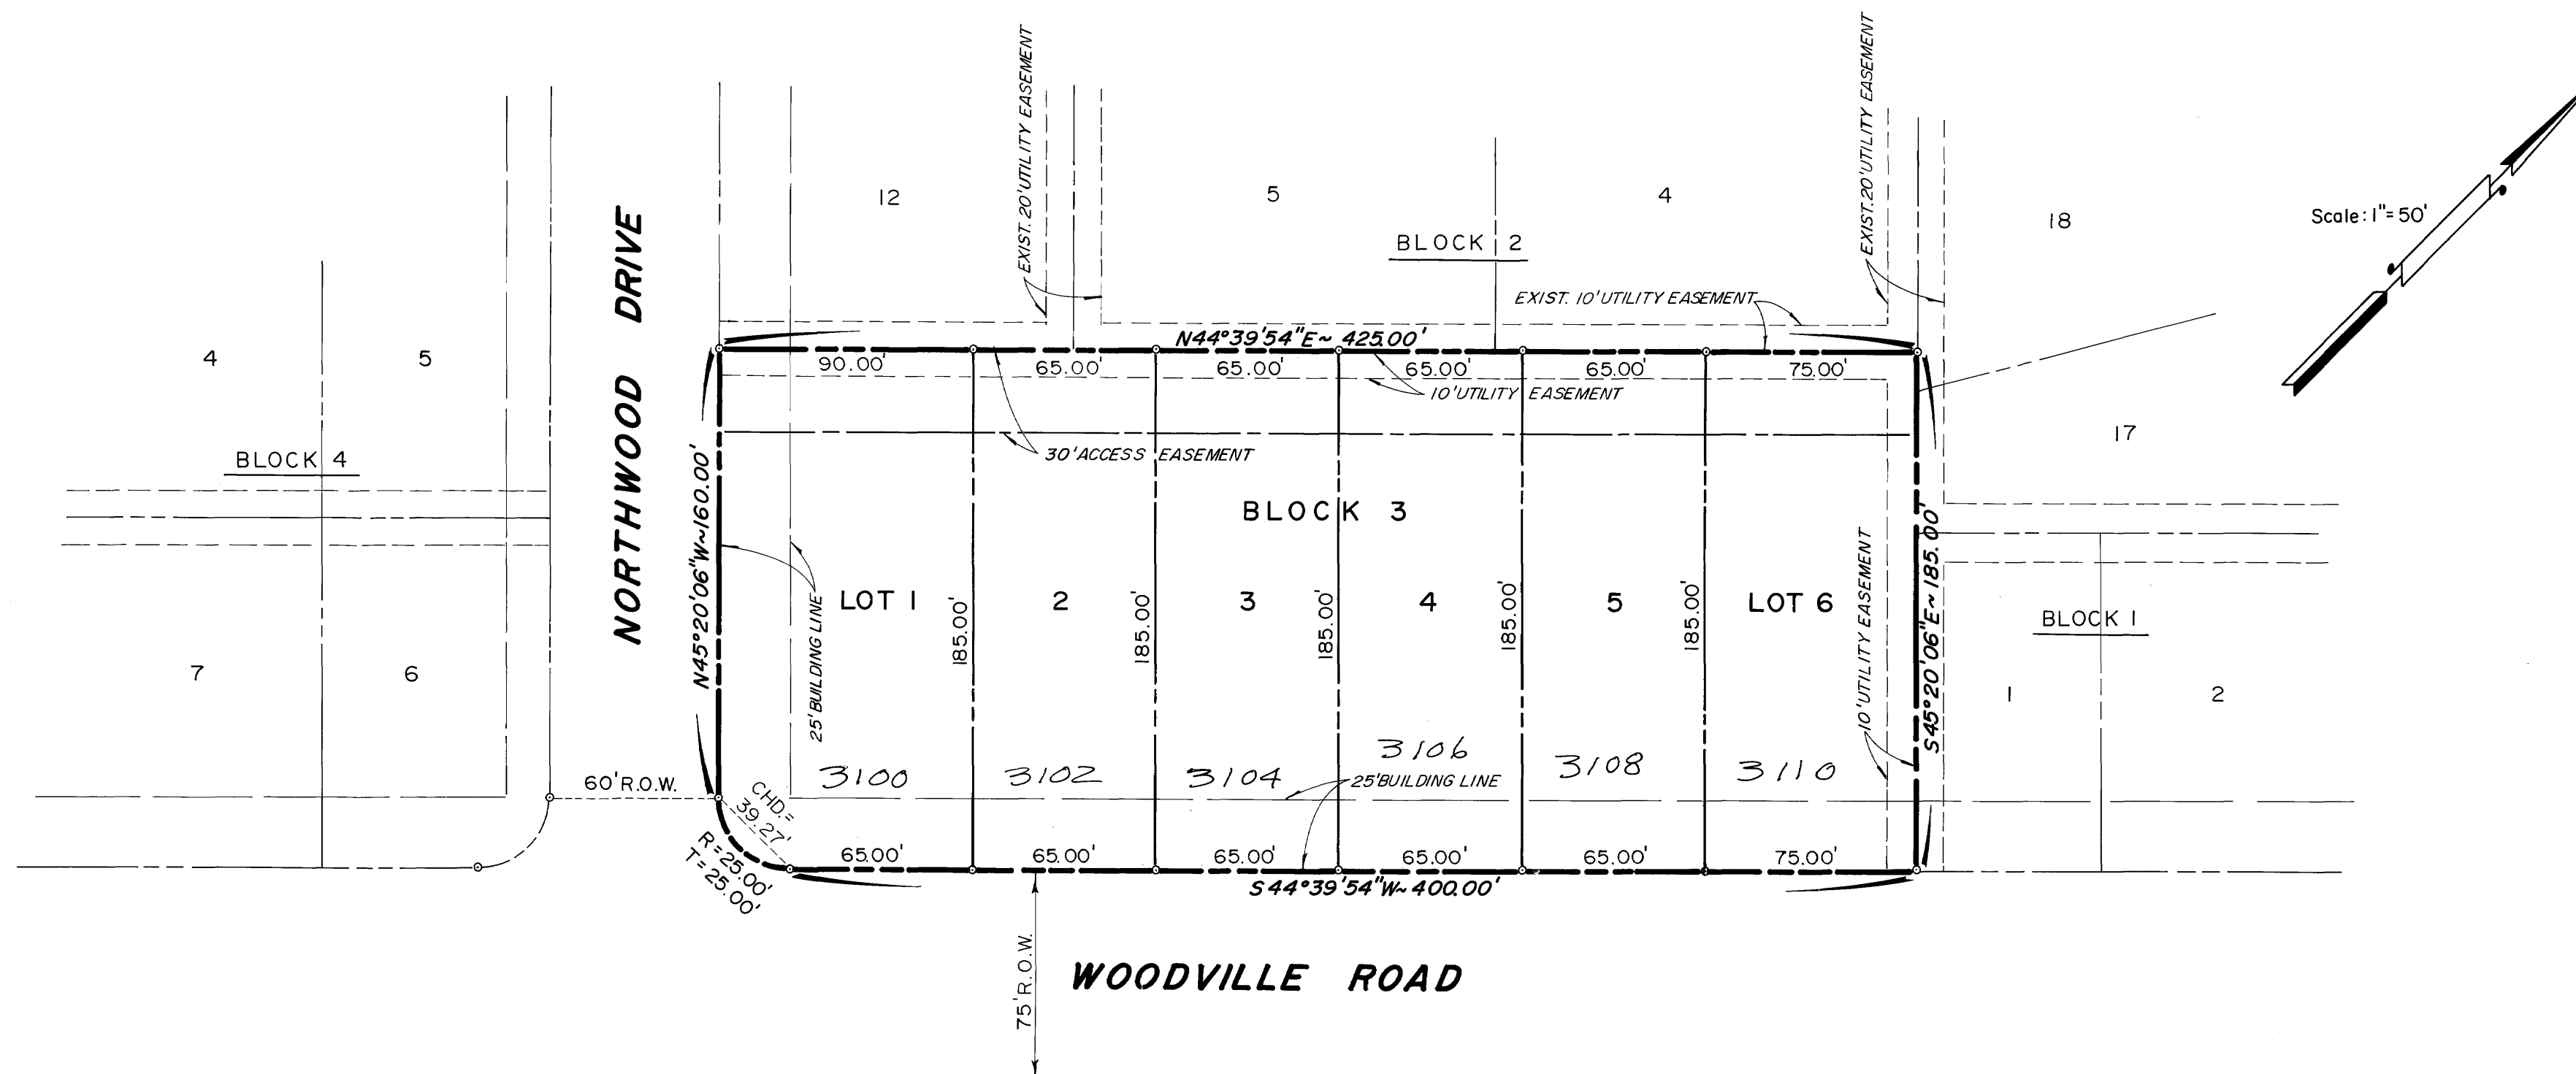 EXIST. 20' UTILITY EASEMENT
EXIST. 20' UTILITY EASEMENT
12
5
4
18
Scale: 1" = 50'
BLOCK 2
NORTHWOOD DRIVE
EXIST. 10' UTILITY EASEMENT
N44°39'54"E~ 425.00'
4
5
90.00'
65.00'
65.00'
65.00'
65.00'
75.00'
10' UTILITY EASEMENT
17
BLOCK 4
30' ACCESS EASEMENT
BLOCK 3
N45°20'06"W~160.00'
25' BUILDING LINE
LOT 1
185.00'
2
185.00'
3
185.00'
4
185.00'
5
185.00'
LOT 6
10' UTILITY EASEMENT
S45°20'06"E~ 185.00'
BLOCK 1
7
6
1
2
3100
3102
3104
3106
3108
3110
25' BUILDING LINE
60' R.O.W.
CHD.=
39.27'
R=25.00'
T=25.00'
65.00'
65.00'
65.00'
65.00'
65.00'
75.00'
S44°39'54"W~ 400.00'
75' R.O.W.
WOODVILLE ROAD